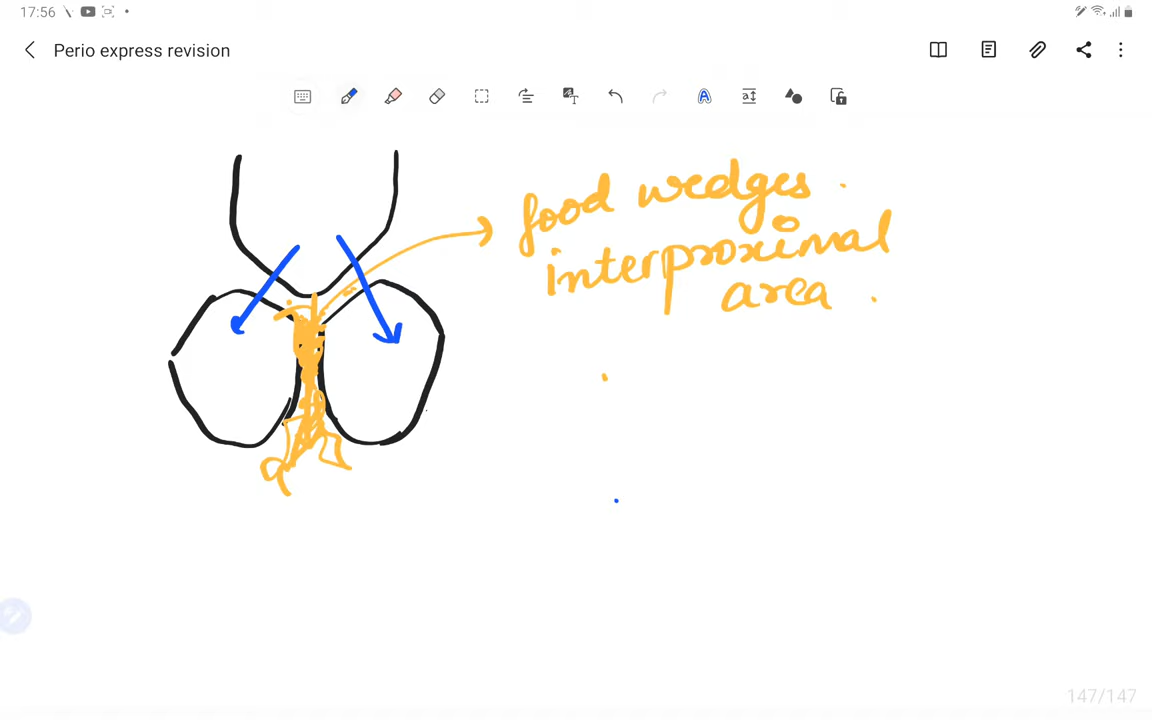 17:56
Perio express revision
food wedges.
interproximal
area.
147/147